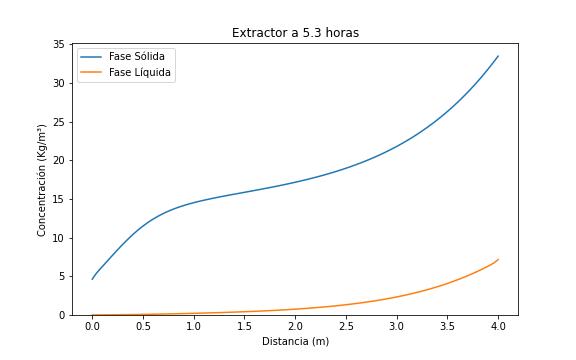 Extractor a 5.3 horas
Fase Sólida
Fase Líquida
Concentración (Kg/m³)
35
30
25
20
15
10
5
0
0.0 0.5 1.0 1.5 2.0 2.5 3.0 3.5 4.0
Distancia (m)